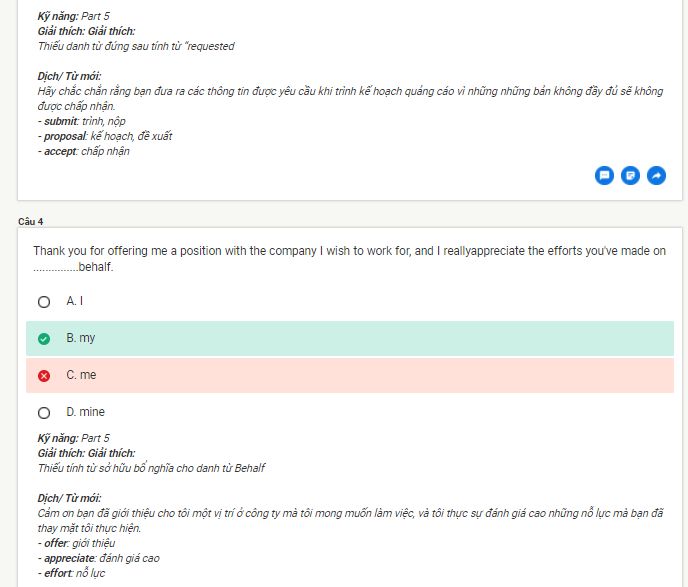 Kỹ năng: Part 5
Giải thích: Giải thích:
Thiếu danh từ đứng sau tính từ "requested
Dịch/ Từ mới:
Hãy chắc chắn rằng bạn đưa ra các thông tin được yêu cầu khi trình kế hoạch quảng cáo vì những những bản không đầy đủ sẽ không
được chấp nhận.
- submit: trình, nộp
- proposal: kế hoạch, đề xuất
- accept: chấp nhận
Câu 4
Thank you for offering me a position with the company I wish to work for, and I reallyappreciate the efforts you've made on
...............behalf.
A. I
B. my
C. me
D. mine
Kỹ năng: Part 5
Giải thích: Giải thích:
Thiếu tính từ sở hữu bổ nghĩa cho danh từ Behalf
Dịch/ Từ mới:
Cảm ơn bạn đã giới thiệu cho tôi một vị trí ở công ty mà tôi mong muốn làm việc, và tôi thực sự đánh giá cao những nỗ lực mà bạn đã
thay mặt tôi thực hiện.
- offer: giới thiệu
- appreciate: đánh giá cao
- effort: nỗ lực